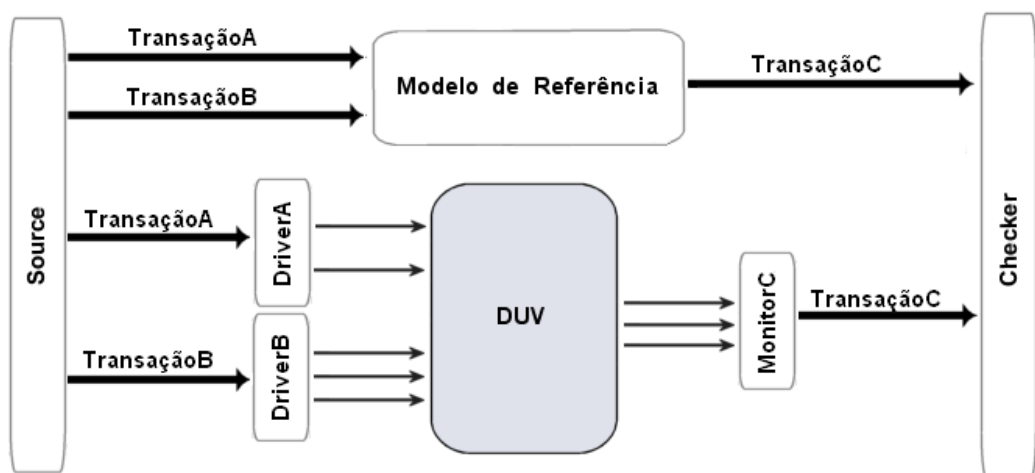 TransaçãoA
TransaçãoB
Modelo de Referência
TransaçãoC
Source
TransaçãoA
DriverA
TransaçãoB
DriverB
DUV
MonitorC
TransaçãoC
Checker